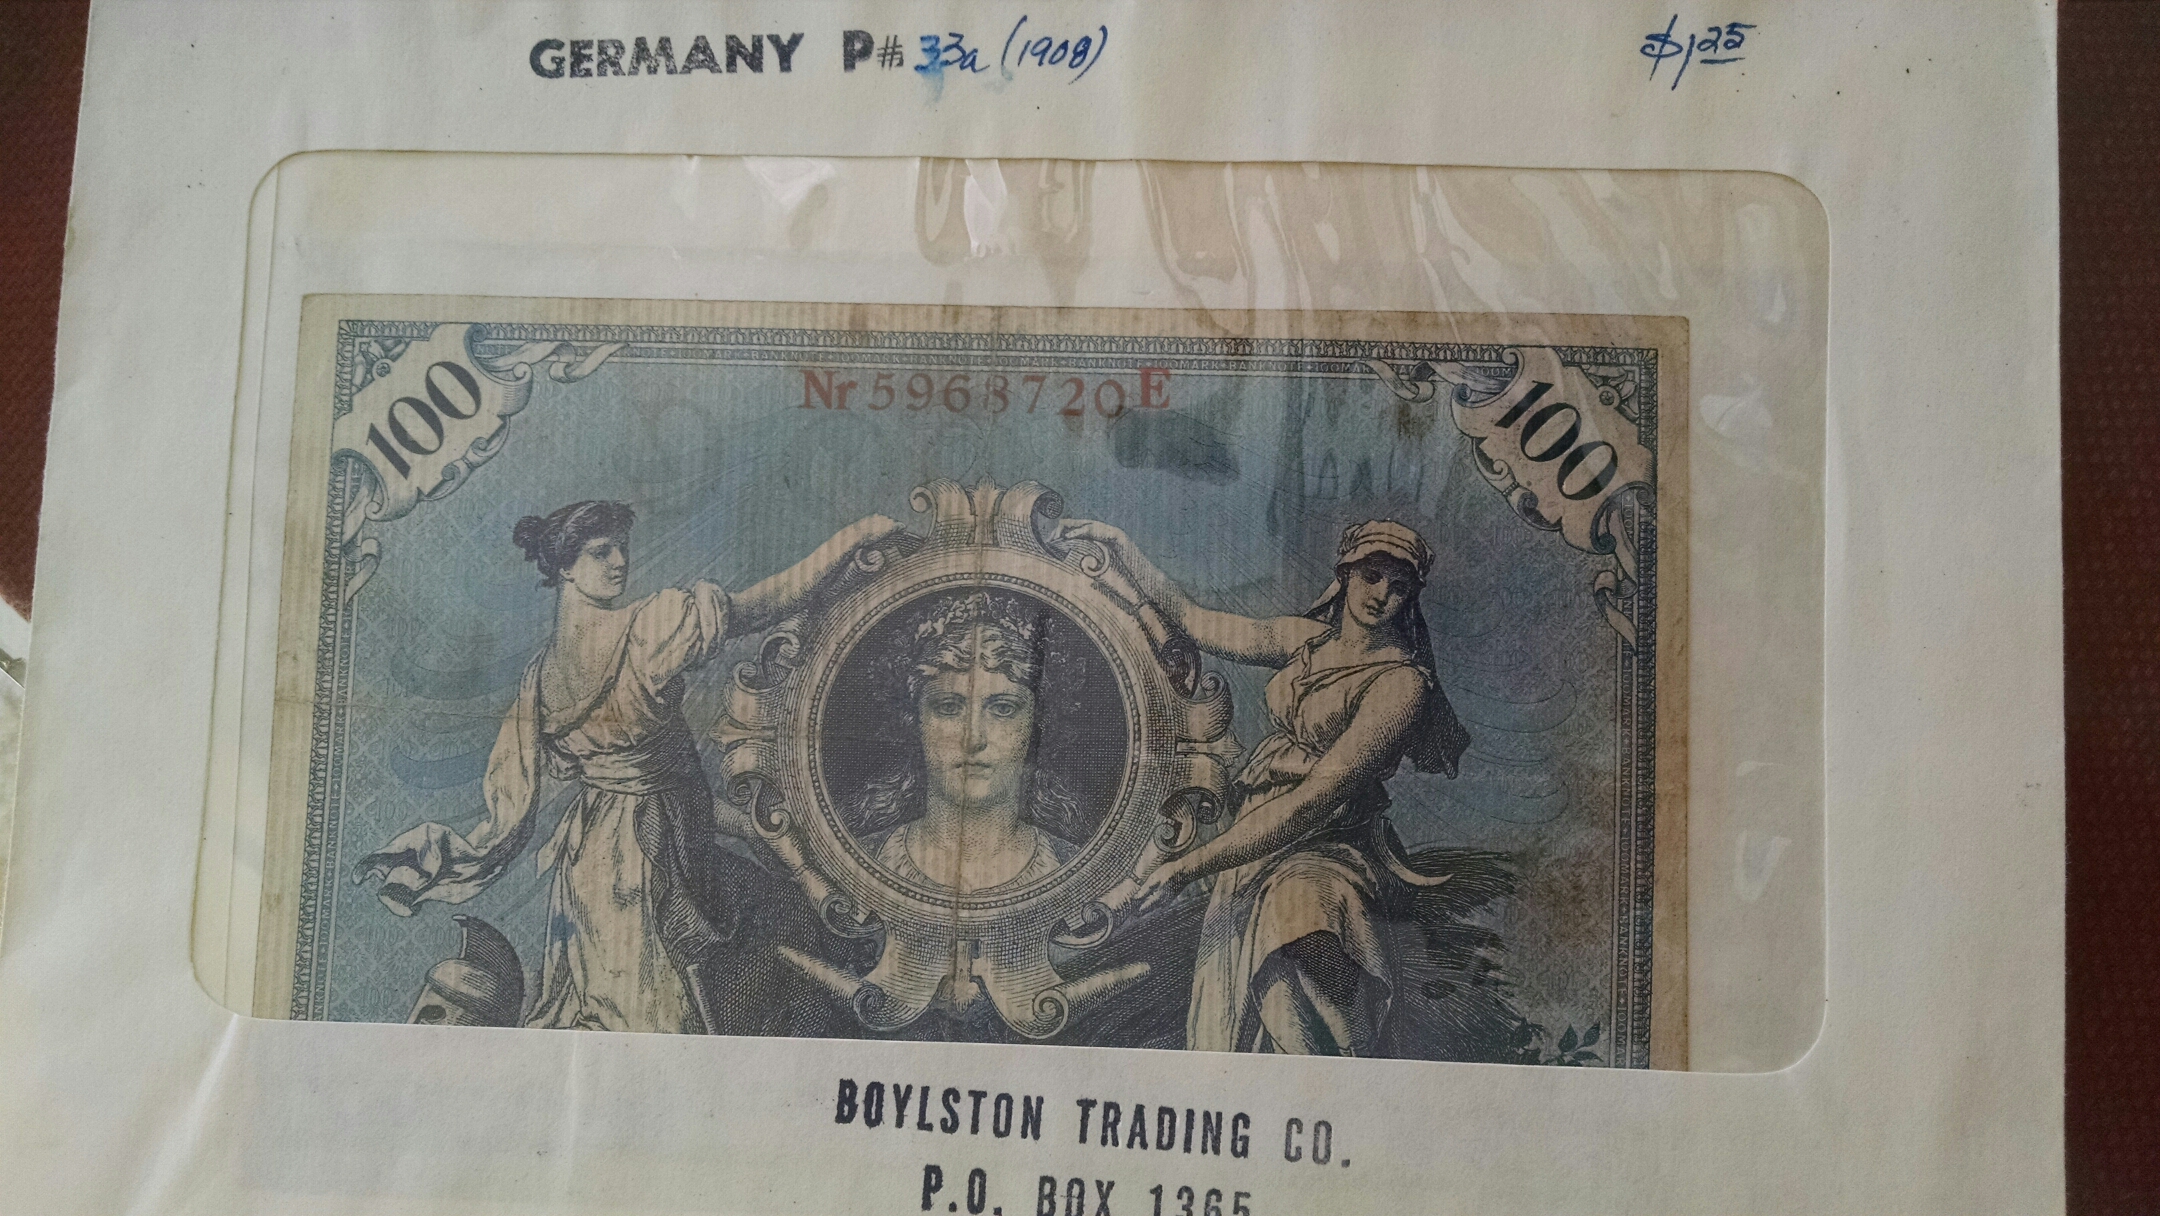 GERMANY P# 33a (1908) $1.25
100 100
Nr 5968720 E
BOYLSTON TRADING CO.
P.O. BOX 1365